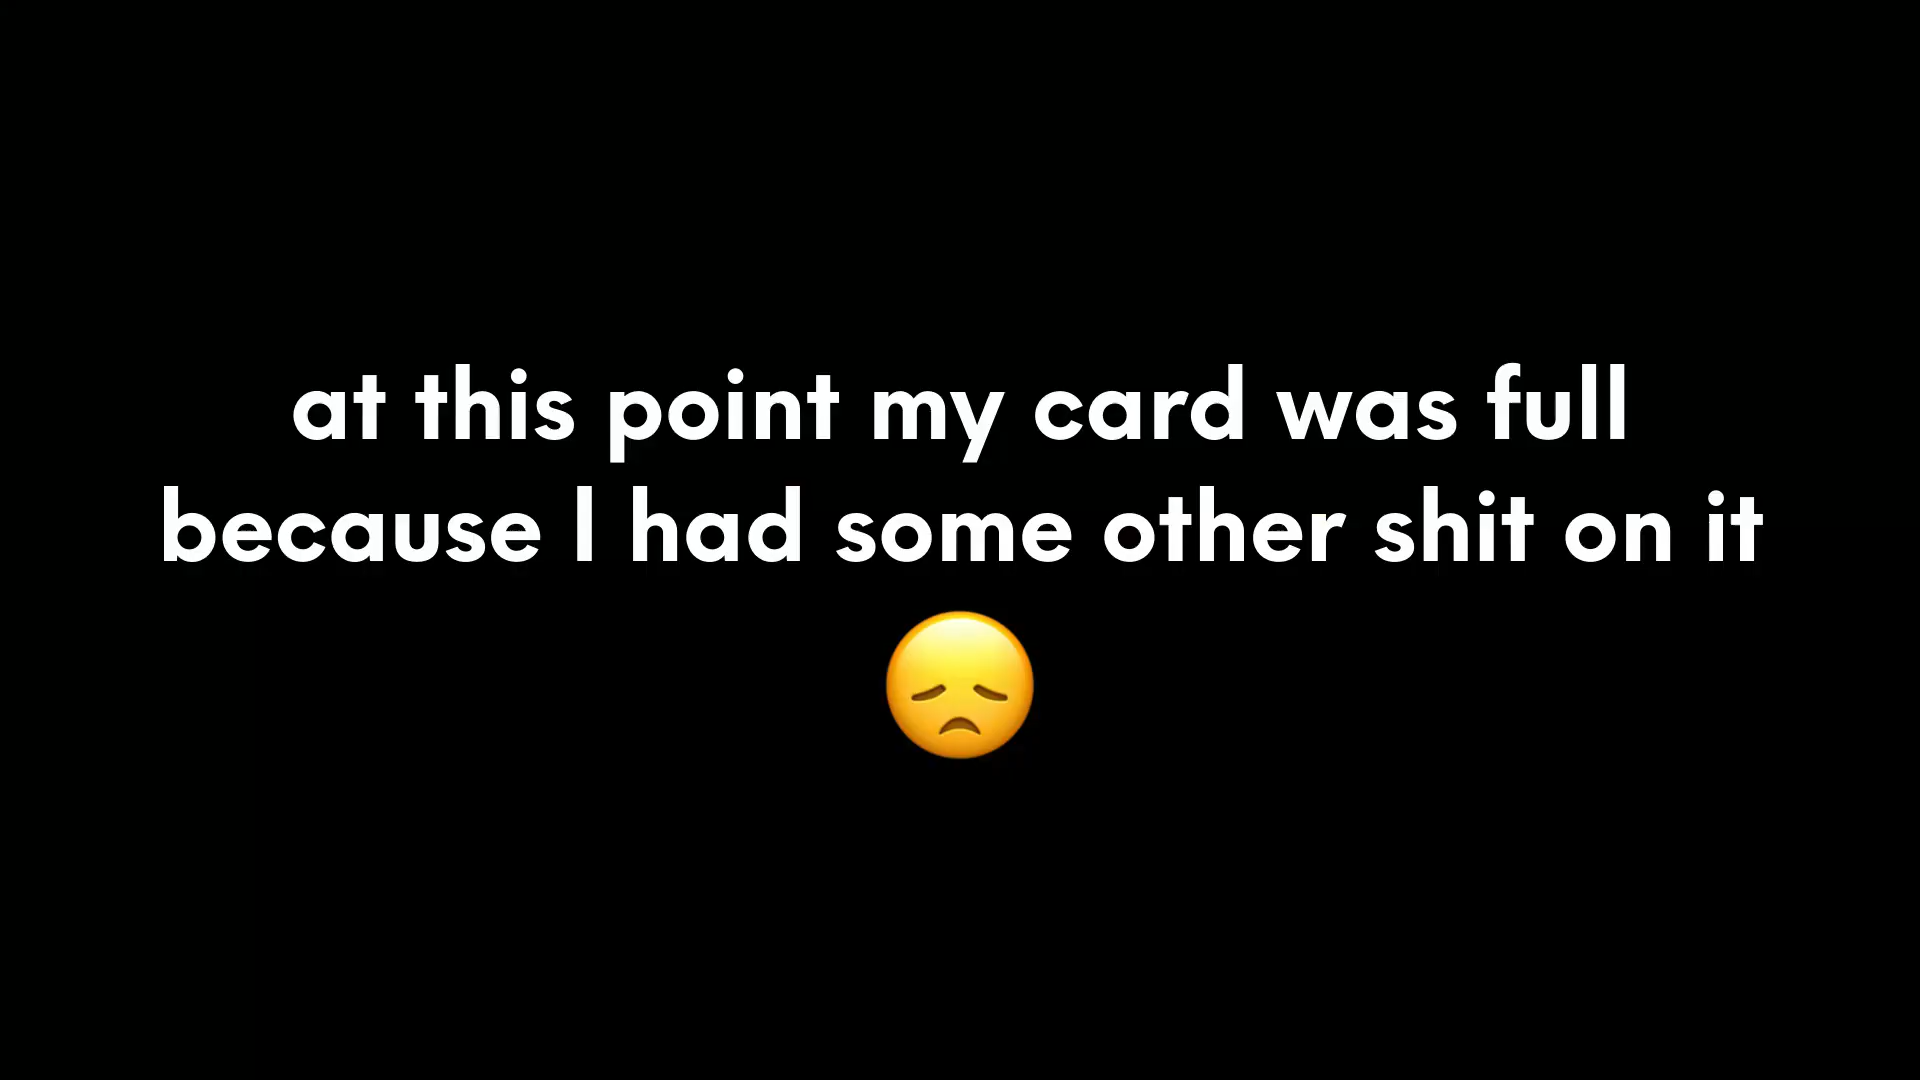 at this point my card was full
because I had some other shit on it
😞